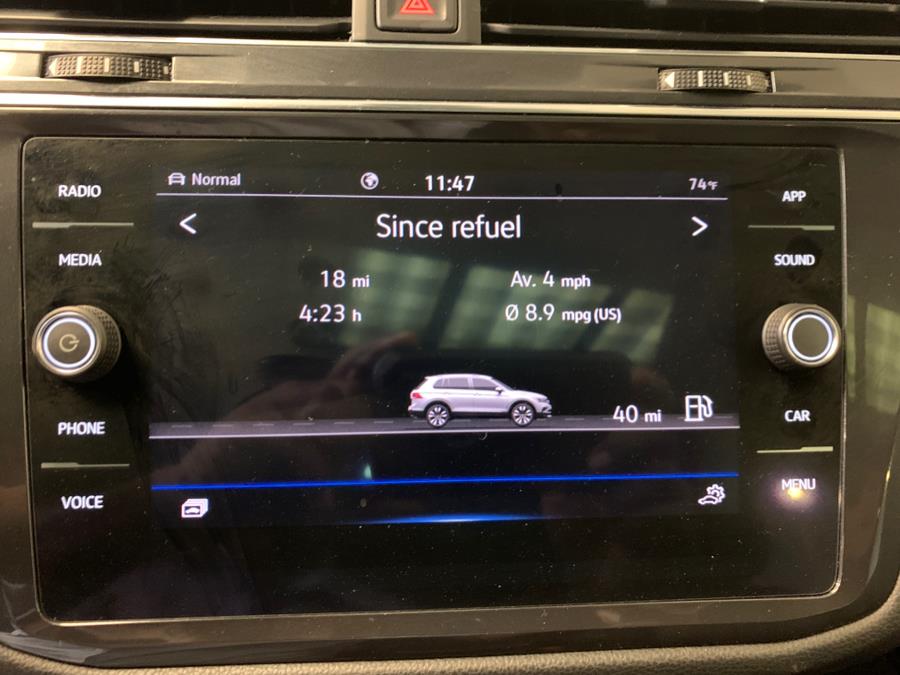 RADIO
MEDIA
PHONE
VOICE
Normal 11:47 74°F
Since refuel
18 mi Av. 4 mph
4:23 h Ø 8.9 mpg (US)
40 mi
APP
SOUND
CAR
MENU